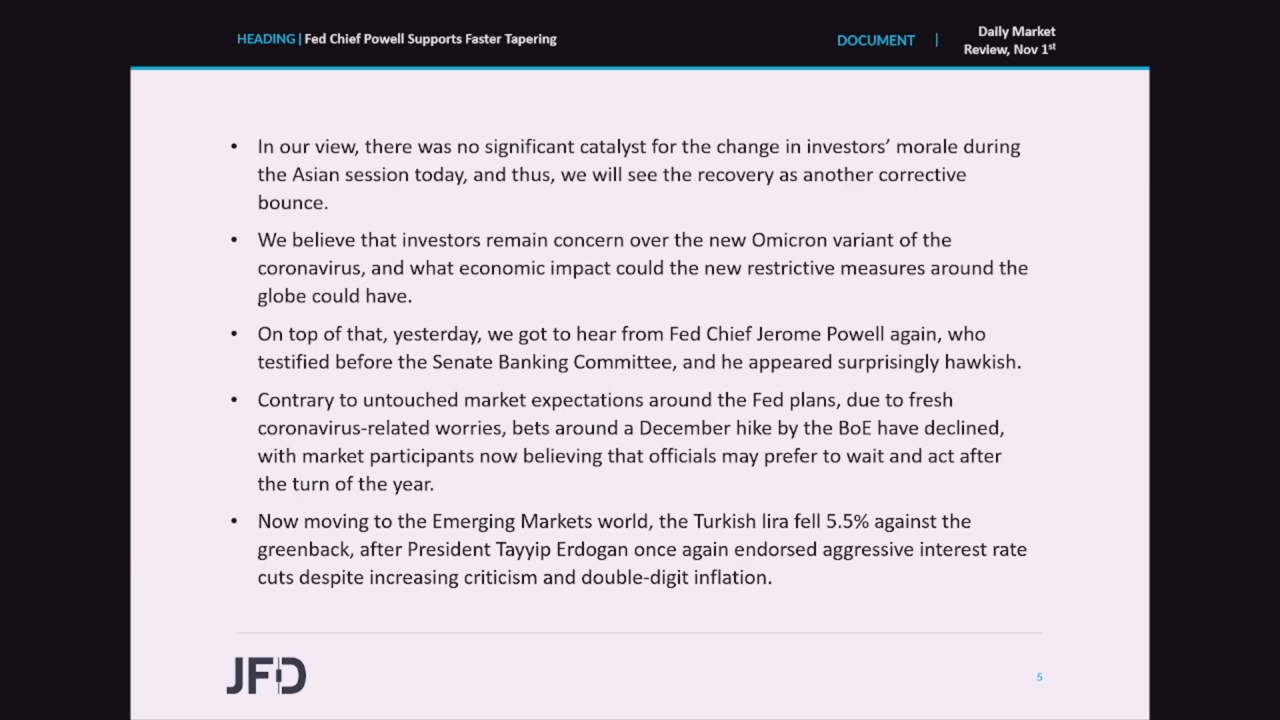 HEADING | Fed Chief Powell Supports Faster Tapering
DOCUMENT |
Daily Market
Review, Nov 1st
• In our view, there was no significant catalyst for the change in investors’ morale during
the Asian session today, and thus, we will see the recovery as another corrective
bounce.
• We believe that investors remain concern over the new Omicron variant of the
coronavirus, and what economic impact could the new restrictive measures around the
globe could have.
• On top of that, yesterday, we got to hear from Fed Chief Jerome Powell again, who
testified before the Senate Banking Committee, and he appeared surprisingly hawkish.
• Contrary to untouched market expectations around the Fed plans, due to fresh
coronavirus-related worries, bets around a December hike by the BoE have declined,
with market participants now believing that officials may prefer to wait and act after
the turn of the year.
• Now moving to the Emerging Markets world, the Turkish lira fell 5.5% against the
greenback, after President Tayyip Erdogan once again endorsed aggressive interest rate
cuts despite increasing criticism and double-digit inflation.
JFD
5